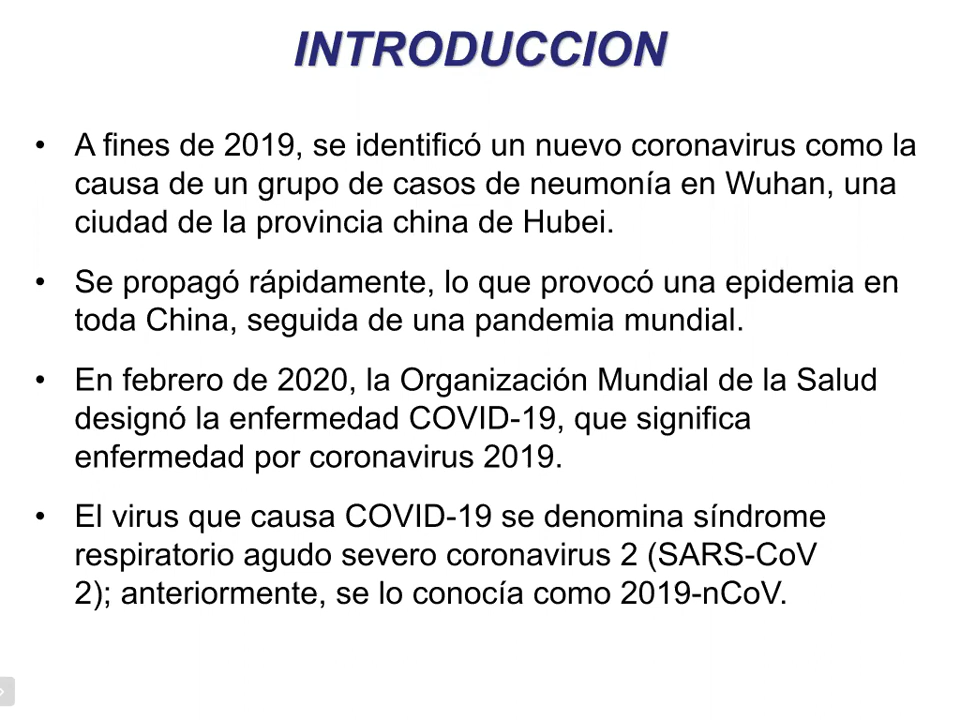 INTRODUCCION
• A fines de 2019, se identificó un nuevo coronavirus como la
causa de un grupo de casos de neumonía en Wuhan, una
ciudad de la provincia china de Hubei.
• Se propagó rápidamente, lo que provocó una epidemia en
toda China, seguida de una pandemia mundial.
• En febrero de 2020, la Organización Mundial de la Salud
designó la enfermedad COVID-19, que significa
enfermedad por coronavirus 2019.
• El virus que causa COVID-19 se denomina síndrome
respiratorio agudo severo coronavirus 2 (SARS-CoV
2); anteriormente, se lo conocía como 2019-nCoV.